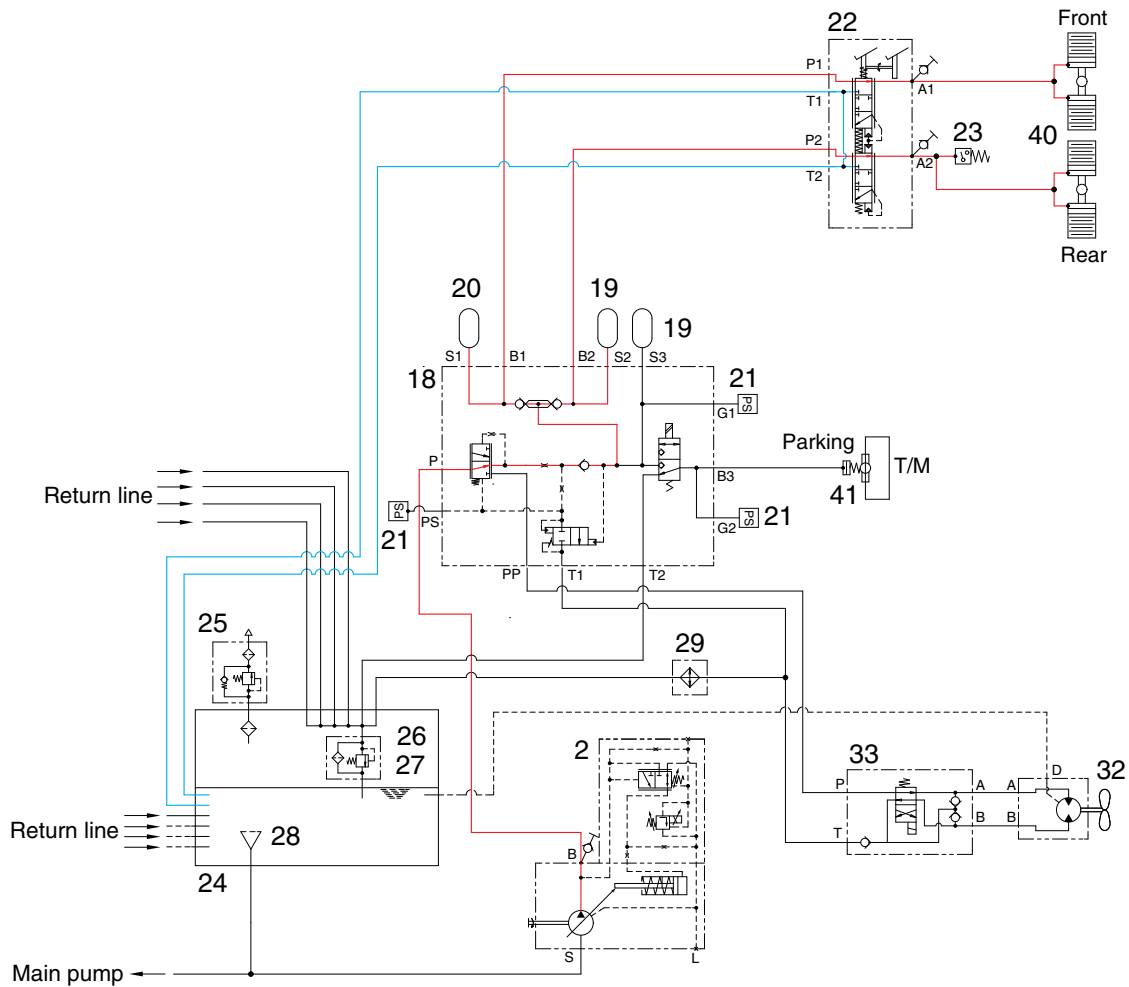 22
Front
P1
A1
T1
P2
23
40
A2
T2
Rear
20
19
19
S1
B1
B2
S2
S3
18
21
PS
G1
Parking
P
T/M
B3
41
Return line
PS
PS
21
PS
21
G2
PP
T1
T2
25
29
26
27
2
33
D
32
P
A
A
Return line
28
B
B
B
T
24
S
L
Main pump